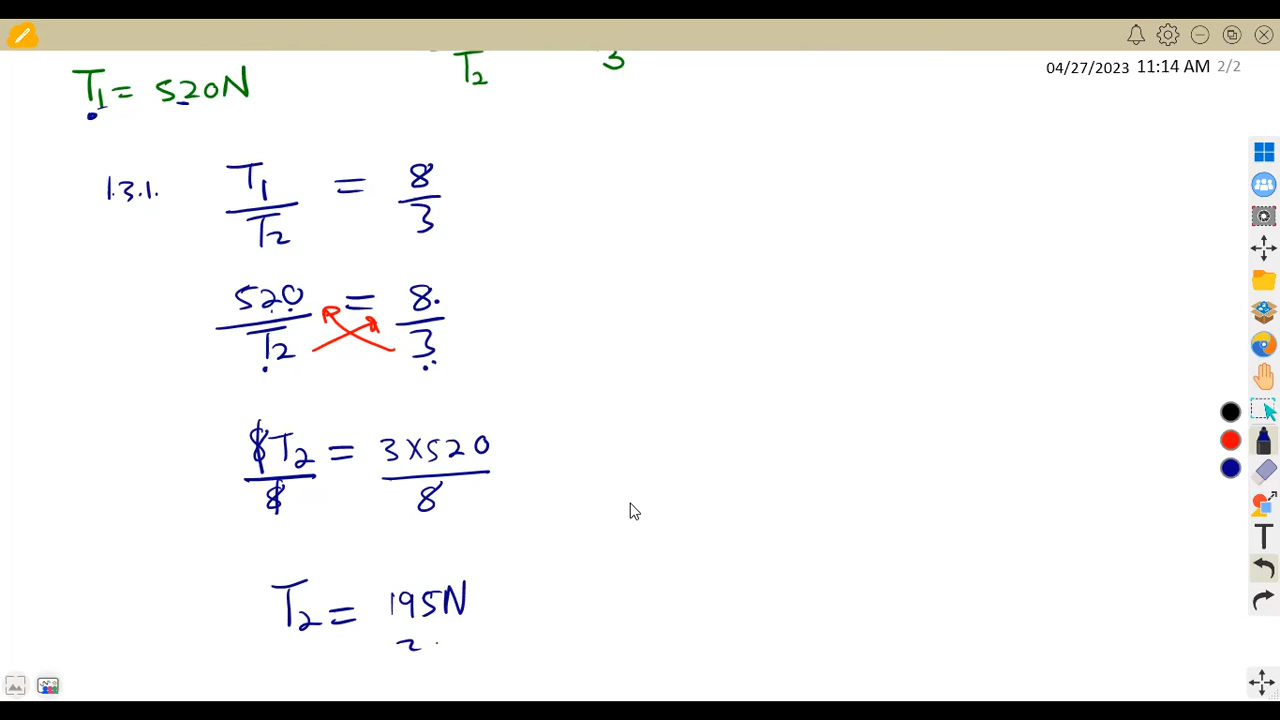 04/27/2023 11:14 AM 2/2
T₂ 3
T₁ = 520N
1.3.1. T₁/T₂ = 8/3
520/T₂ = 8/3
8T₂/8 = 3×520/8
T₂ = 195N
T